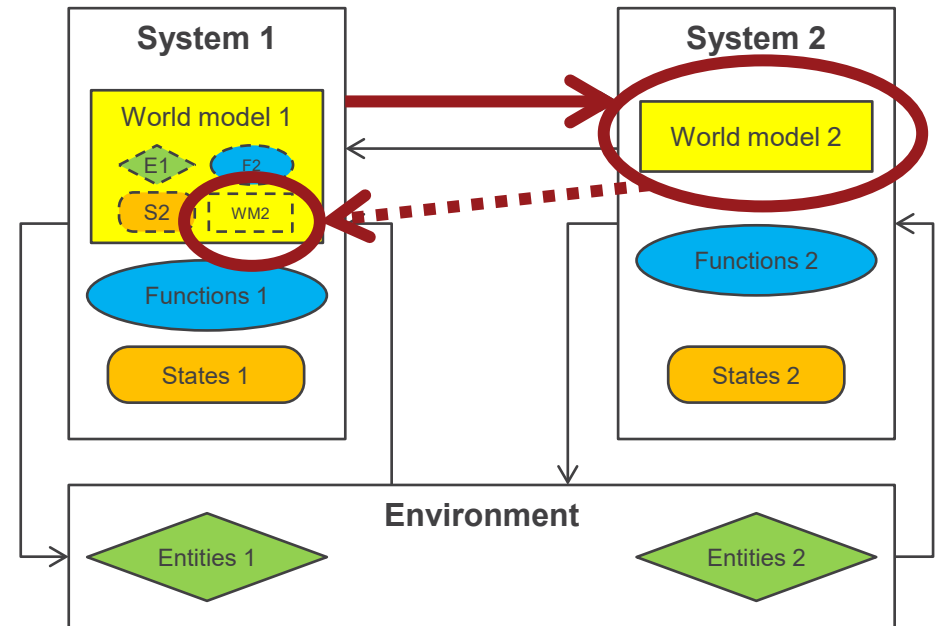 System 1
World model 1
E1
F2
S2
WM2
Functions 1
States 1
System 2
World model 2
Functions 2
States 2
Environment
Entities 1
Entities 2